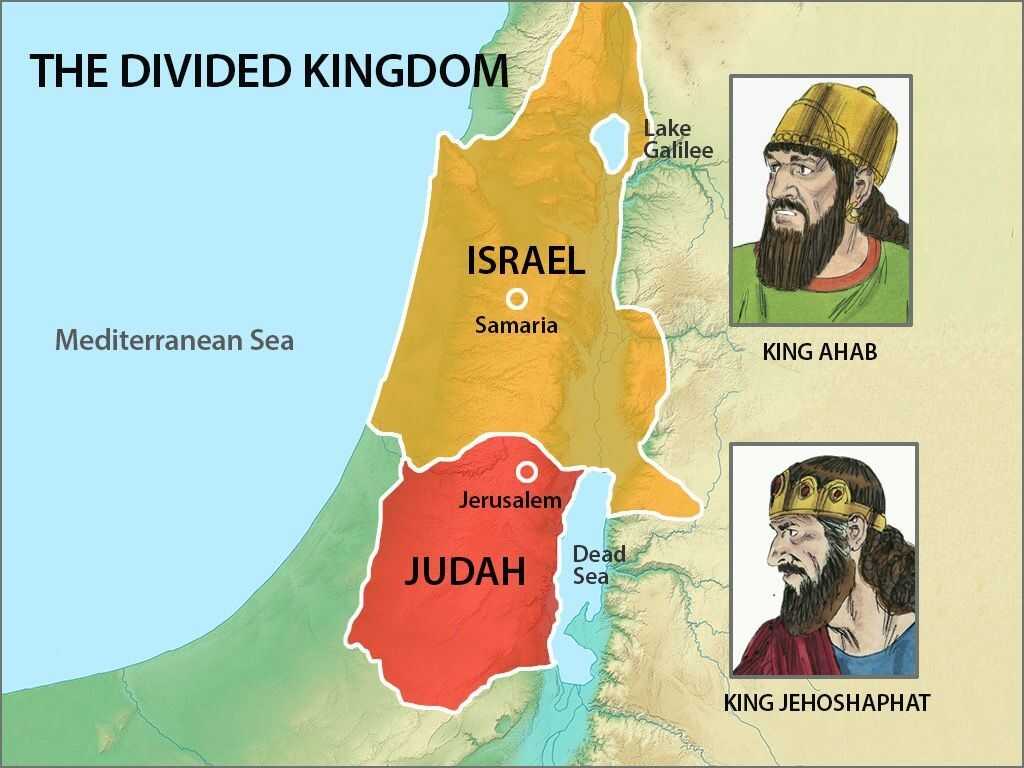 THE DIVIDED KINGDOM
Lake
Galilee
ISRAEL
Samaria
Mediterranean Sea
KING AHAB
Jerusalem
JUDAH
Dead
Sea
KING JEHOSHAPHAT